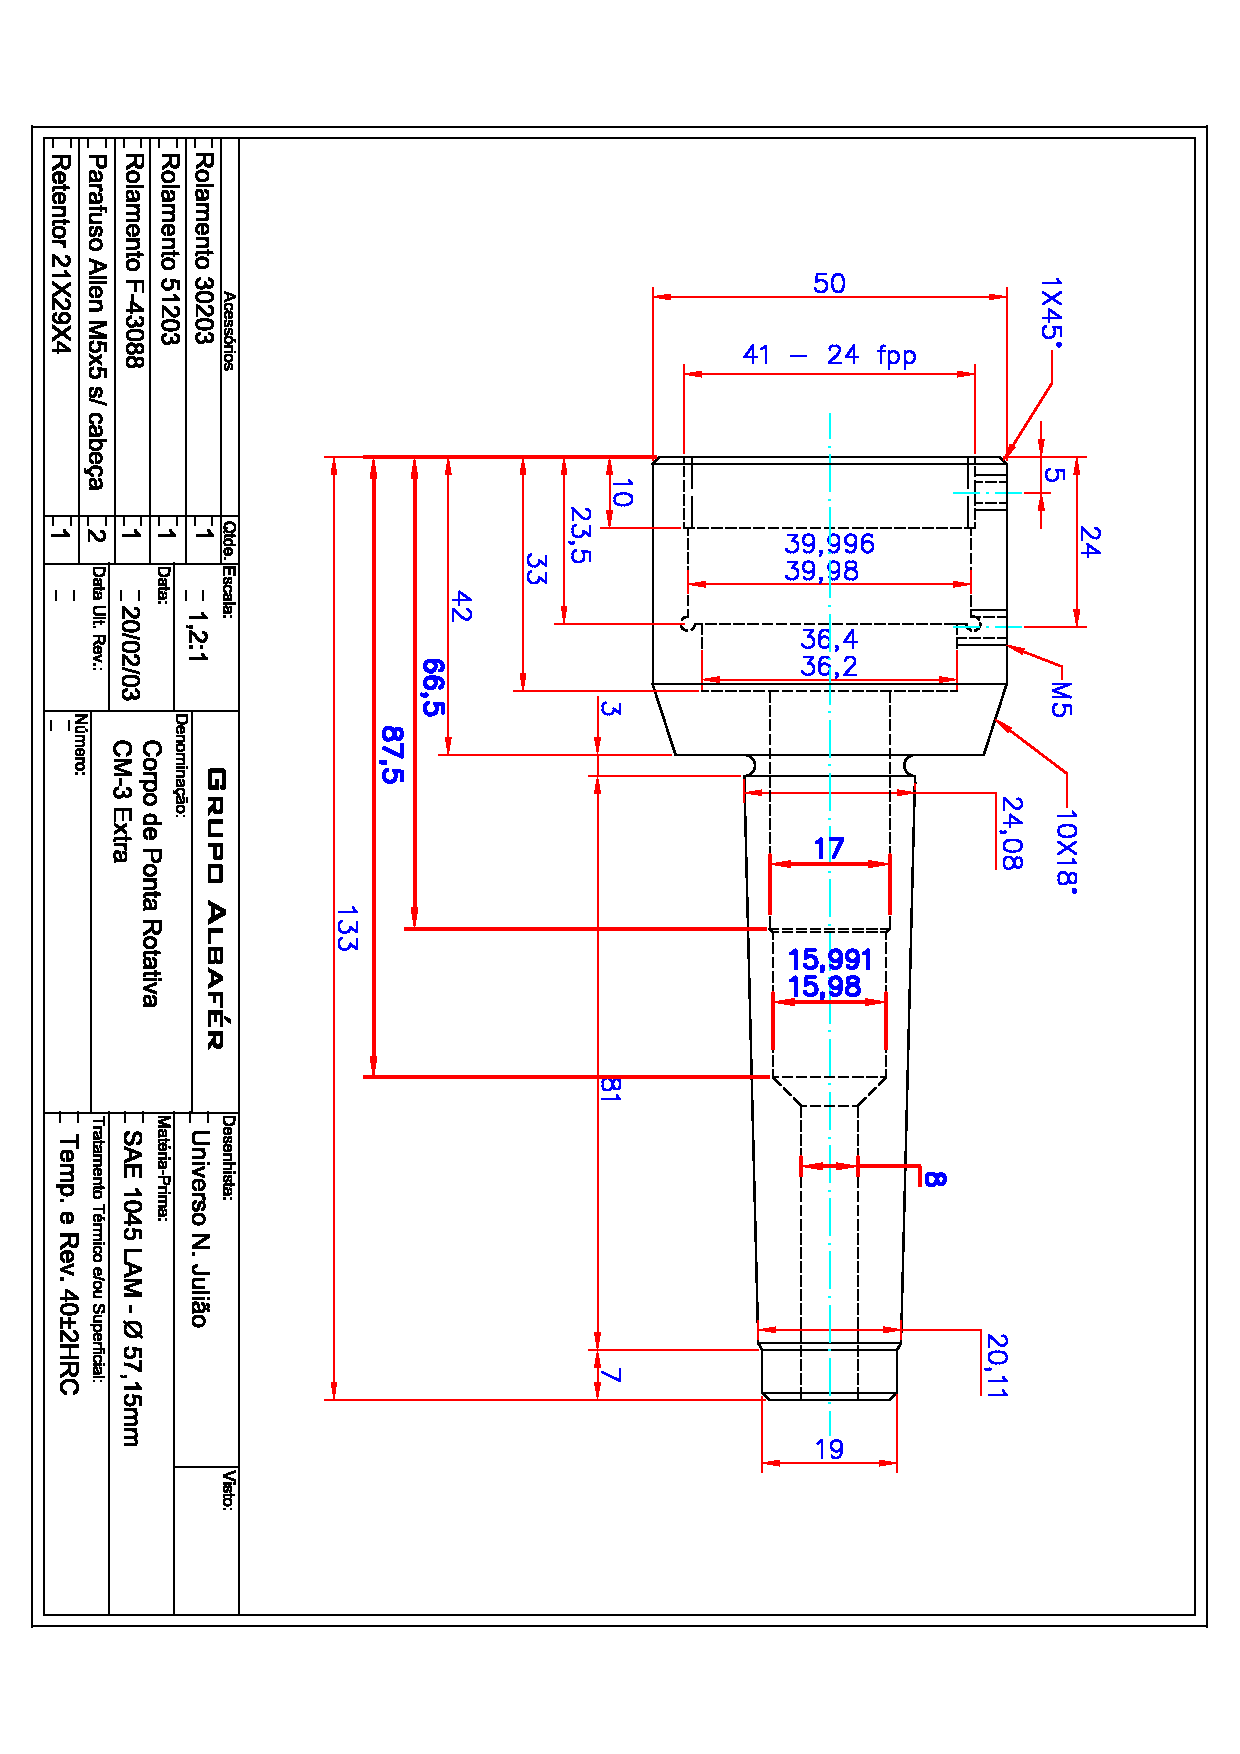 50
1X45°
41 – 24 fpp
5
24
10
23,5
39,996
39,98
33
42
36,4
36,2
66,5
M5
3
87,5
24,08
10X18°
17
133
15,991
15,98
81
8
20,11
7
19
Acessórios
Qtde.
Rolamento 30203
1
Rolamento 51203
1
Rolamento F-43088
1
Parafuso Allen M5x5 s/ cabeça
2
Retentor 21X29X4
1
Escala:
1,2:1
Data:
20/02/03
Data Ult. Rev.:
GRUPO ALBAFÉR
Denominação:
Corpo de Ponta Rotativa
CM-3 Extra
Número:
Desenhista:
Universo N. Julião
Visto:
Matéria-Prima:
SAE 1045 LAM - Ø 57,15mm
Tratamento Térmico e/ou Superficial:
Temp. e Rev. 40±2HRC